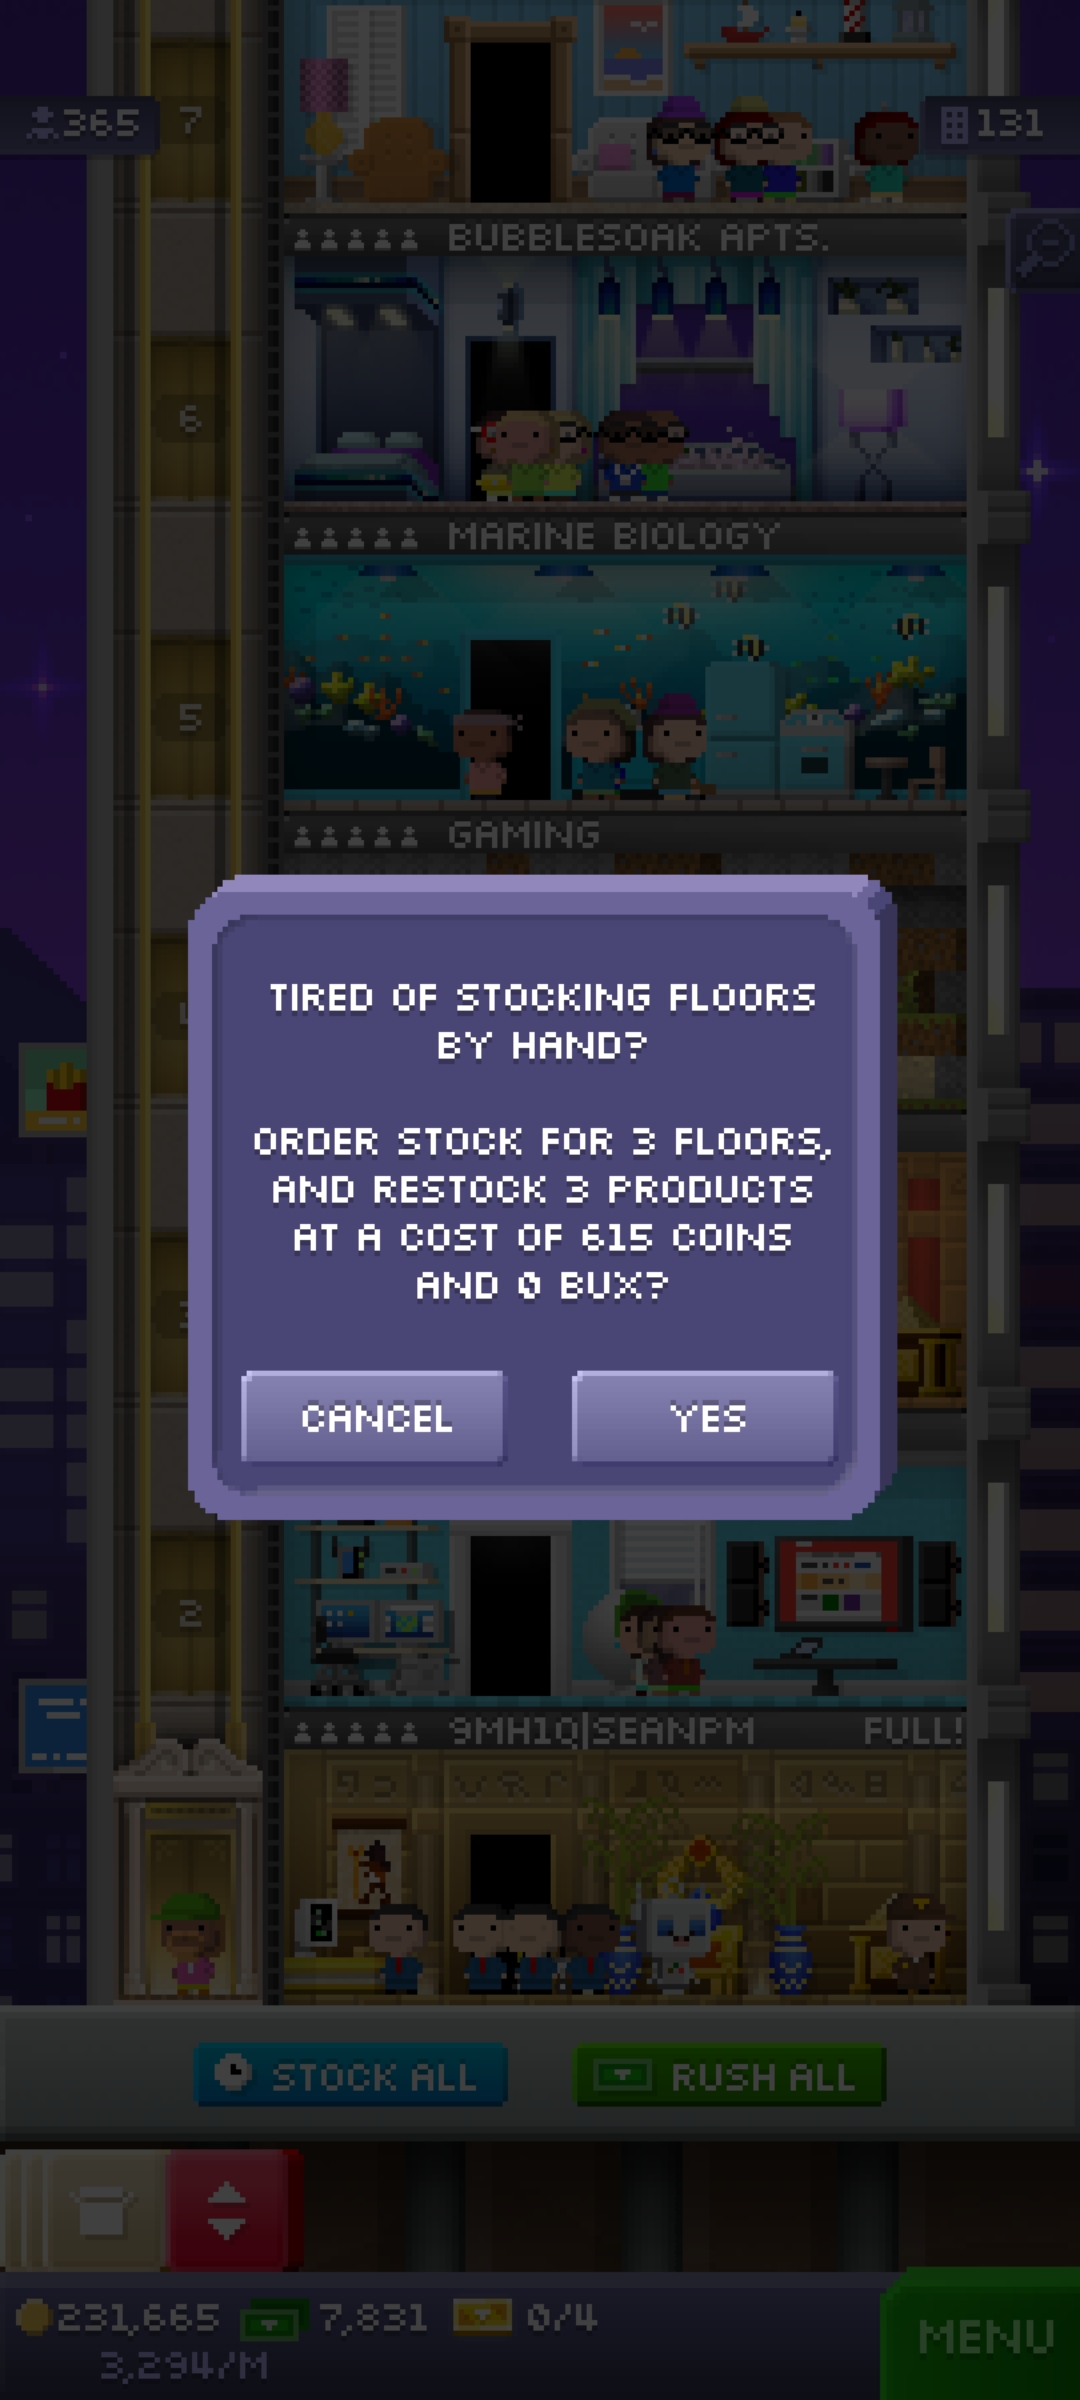 365
7
131
BUBBLESOAK APTS.
6
MARINE BIOLOGY
5
GAMING
TIRED OF STOCKING FLOORS
BY HAND?
ORDER STOCK FOR 3 FLOORS,
AND RESTOCK 3 PRODUCTS
AT A COST OF 615 COINS
AND 0 BUX?
CANCEL
YES
2
9MH1Q|SEANPM
FULL!
STOCK ALL
RUSH ALL
231,665
7,831
0/4
3,294/M
MENU